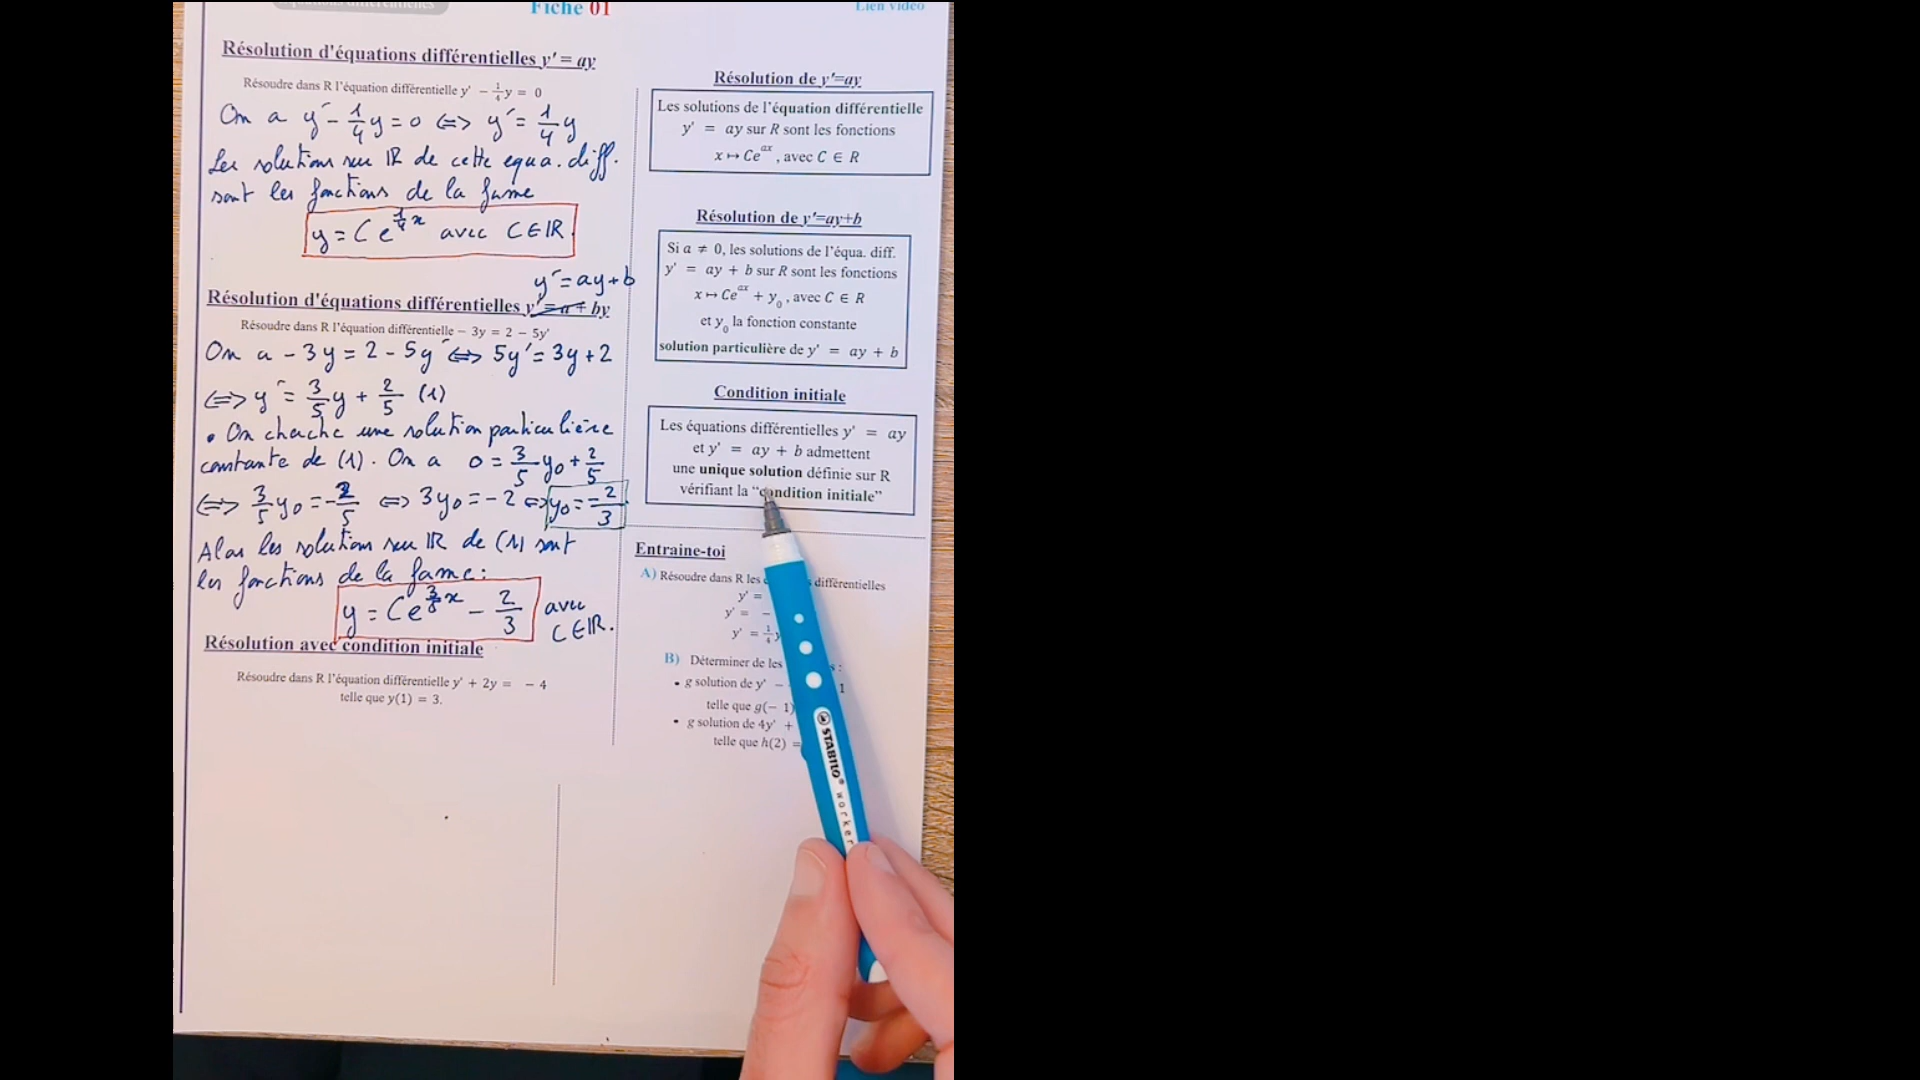 Fiche 01
Lien vidéo
Résolution d'équations différentielles y' = ay
Résoudre dans R l'équation différentielle y' − 1/4 y = 0
On a y' − 1/4 y = 0 ⟺ y' = 1/4 y
Les solutions sur ℝ de cette equa. diff.
sont les fonctions de la forme
y = C e^{1/4 x} avec C ∈ ℝ.
y' = ay + b
Résolution d'équations différentielles y' = a + by
Résoudre dans R l'équation différentielle − 3y = 2 − 5y'
On a − 3y = 2 − 5y' ⟺ 5y' = 3y + 2
⟺ y' = 3/5 y + 2/5 (1)
• On cherche une solution particulière
constante de (1). On a 0 = 3/5 y₀ + 2/5
⟺ 3/5 y₀ = −2/5 ⟺ 3y₀ = −2 ⟺ y₀ = −2/3.
Alors les solutions sur ℝ de (1) sont
les fonctions de la forme :
y = C e^{3/5 x} − 2/3 avec
C ∈ ℝ.
Résolution avec condition initiale
Résoudre dans R l'équation différentielle y' + 2y = − 4
telle que y(1) = 3.
Résolution de y'=ay
Les solutions de l'équation différentielle
y' = ay sur R sont les fonctions
x ↦ Ce^{ax}, avec C ∈ R
Résolution de y'=ay+b
Si a ≠ 0, les solutions de l'équa. diff.
y' = ay + b sur R sont les fonctions
x ↦ Ce^{ax} + y₀, avec C ∈ R
et y₀ la fonction constante
solution particulière de y' = ay + b
Condition initiale
Les équations différentielles y' = ay
et y' = ay + b admettent
une unique solution définie sur R
vérifiant la “condition initiale”
Entraine-toi
A) Résoudre dans R les différentielles
y' =
y' = −
y' = 1/4 y
B) Déterminer de les :
• g solution de y' − 1
telle que g(− 1)
• g solution de 4y' +
telle que h(2) =
STABILO worker